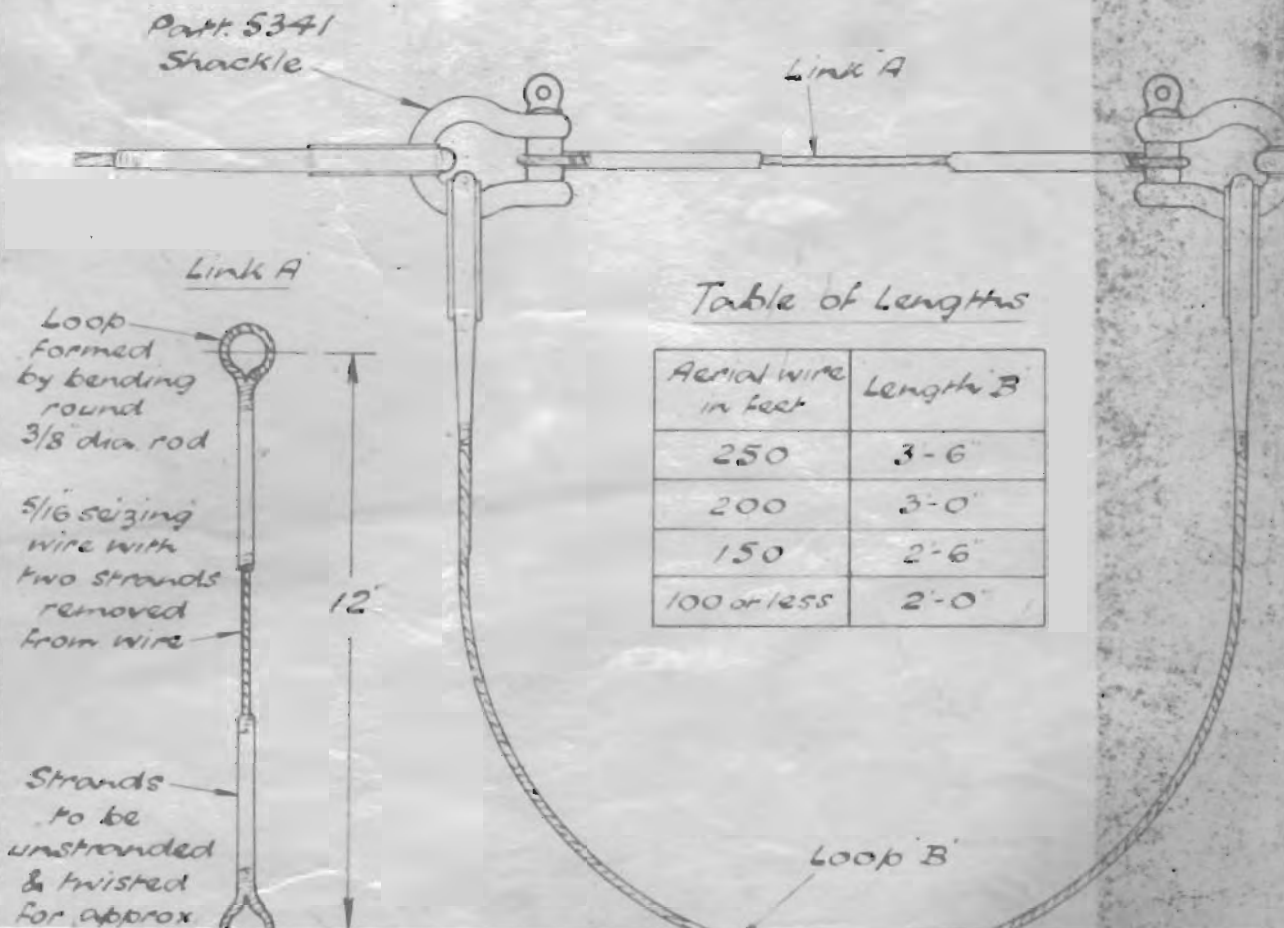 Patt. 5341
Shackle
Link 'A'
Link 'A'
Loop
formed
by bending
round
3/8" dia. rod
5/16 seizing
wire with
two strands
removed
from wire
12"
Strands
to be
unstranded
& twisted
for approx
Table of Lengths
Aerial wire
in feet
Length 'B'
250 3'-6"
200 3'-0"
150 2'-6"
100 or less 2'-0"
Loop 'B'